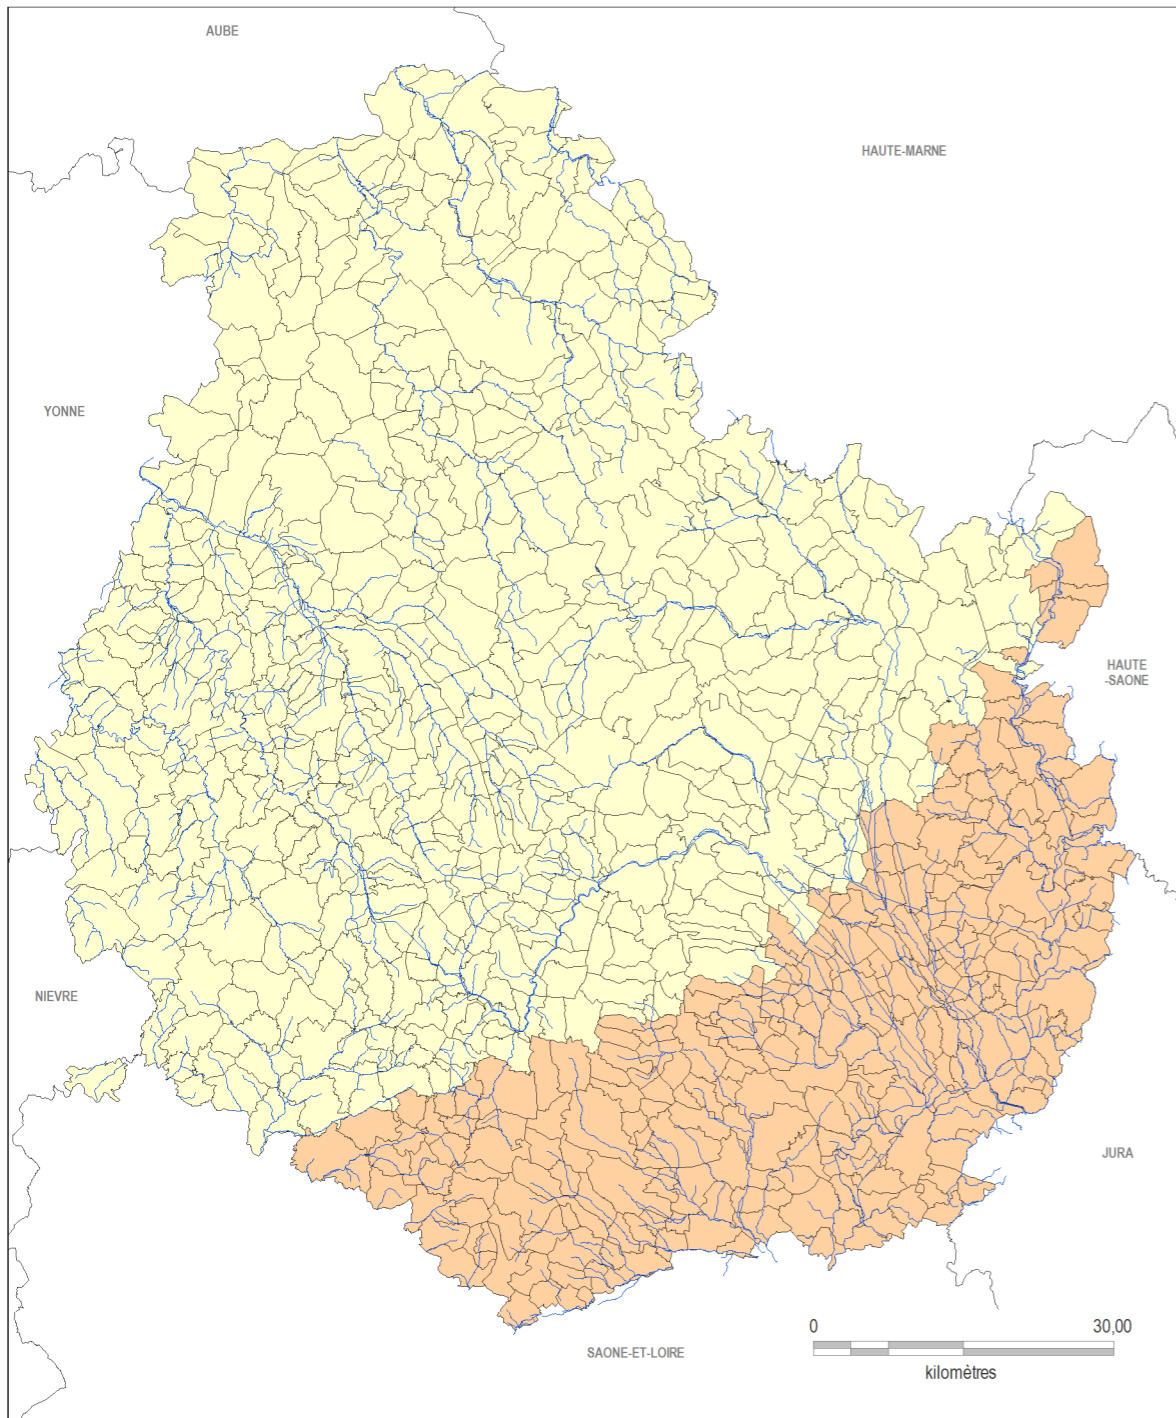 AUBE
HAUTE-MARNE
YONNE
HAUTE
-SAONE
NIEVRE
JURA
0 30,00
SAONE-ET-LOIRE
kilomètres